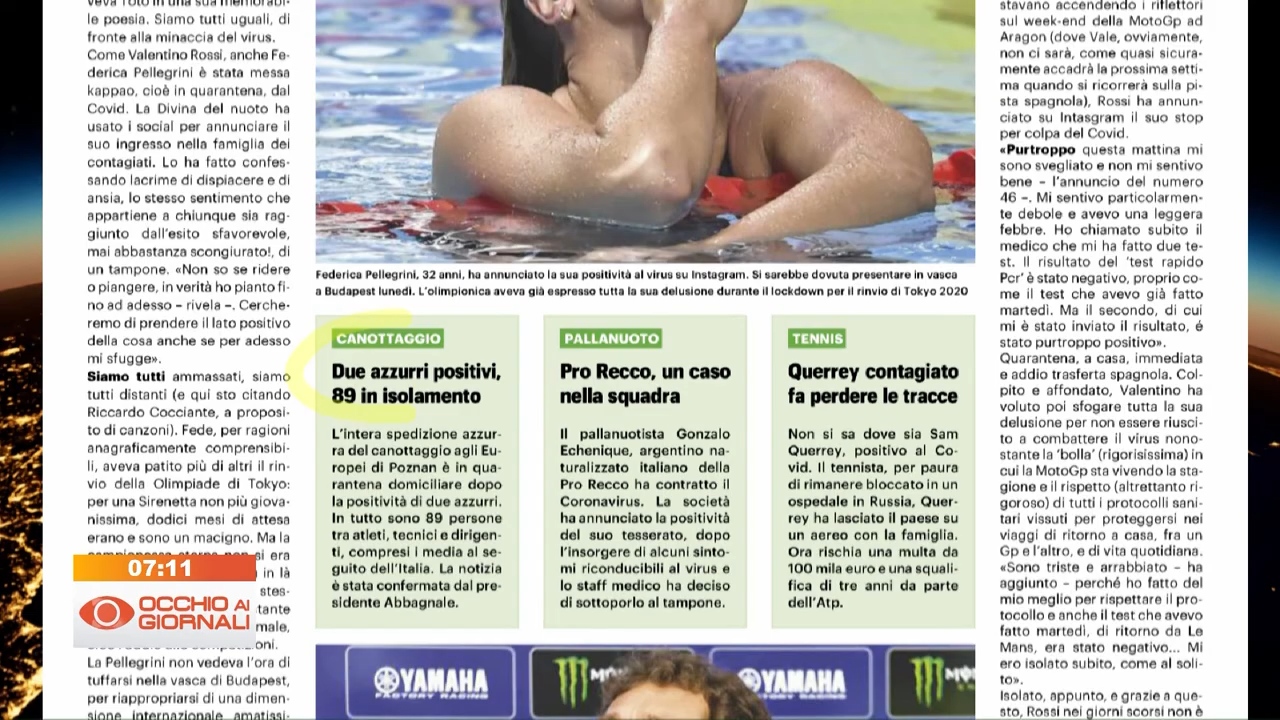 veva Toto in una sua memorabi-
le poesia. Siamo tutti uguali, di
fronte alla minaccia del virus.
Come Valentino Rossi, anche Fe-
derica Pellegrini è stata messa
kappao, cioè in quarantena, dal
Covid. La Divina del nuoto ha
usato i social per annunciare il
suo ingresso nella famiglia dei
contagiati. Lo ha fatto confes-
sando lacrime di dispiacere e di
ansia, lo stesso sentimento che
appartiene a chiunque sia rag-
giunto dall'esito sfavorevole,
mai abbastanza scongiurato!, di
un tampone. «Non so se ridere
o piangere, in verità ho pianto fi-
no ad adesso – rivela –. Cerche-
remo di prendere il lato positivo
della cosa anche se per adesso
mi sfugge».
Siamo tutti ammassati, siamo
tutti distanti (e qui sto citando
Riccardo Cocciante, a proposi-
to di canzoni). Fede, per ragioni
anagraficamente comprensibi-
li, aveva patito più di altri il rin-
vio della Olimpiade di Tokyo:
per una Sirenetta non più giova-
nissima, dodici mesi di attesa
erano e sono un macigno. Ma la
si era
in là
stes-
tante
male,
oni.
La Pellegrini non vedeva l'ora di
tuffarsi nella vasca di Budapest,
per riappropriarsi di una dimen-
sione internazionale amatissi-
07:11
OCCHIO AI
GIORNALI
Federica Pellegrini, 32 anni, ha annunciato la sua positività al virus su Instagram. Si sarebbe dovuta presentare in vasca
a Budapest lunedì. L'olimpionica aveva già espresso tutta la sua delusione durante il lockdown per il rinvio di Tokyo 2020
CANOTTAGGIO
Due azzurri positivi,
89 in isolamento
L'intera spedizione azzur-
ra del canottaggio agli Eu-
ropei di Poznan è in qua-
rantena domiciliare dopo
la positività di due azzurri.
In tutto sono 89 persone
tra atleti, tecnici e dirigen-
ti, compresi i media al se-
guito dell'Italia. La notizia
è stata confermata dal pre-
sidente Abbagnale.
PALLANUOTO
Pro Recco, un caso
nella squadra
Il pallanuotista Gonzalo
Echenique, argentino na-
turalizzato italiano della
Pro Recco ha contratto il
Coronavirus. La società
ha annunciato la positività
del suo tesserato, dopo
l'insorgere di alcuni sinto-
mi riconducibili al virus e
lo staff medico ha deciso
di sottoporlo al tampone.
TENNIS
Querrey contagiato
fa perdere le tracce
Non si sa dove sia Sam
Querrey, positivo al Co-
vid. Il tennista, per paura
di rimanere bloccato in un
ospedale in Russia, Quer-
rey ha lasciato il paese su
un aereo con la famiglia.
Ora rischia una multa da
100 mila euro e una squali-
fica di tre anni da parte
dell'Atp.
YAMAHA
FACTORY RACING
YAMAHA
FACTORY RACING
stavano accendendo i riflettori
sul week-end della MotoGp ad
Aragon (dove Vale, ovviamente,
non ci sarà, come quasi sicura-
mente accadrà la prossima setti-
ma quando si ricorrerà sulla pi-
sta spagnola), Rossi ha annun-
ciato su Intasgram il suo stop
per colpa del Covid.
«Purtroppo questa mattina mi
sono svegliato e non mi sentivo
bene – l'annuncio del numero
46 –. Mi sentivo particolarmen-
te debole e avevo una leggera
febbre. Ho chiamato subito il
medico che mi ha fatto due te-
st. Il risultato del 'test rapido
Pcr' è stato negativo, proprio co-
me il test che avevo già fatto
martedì. Ma il secondo, di cui
mi è stato inviato il risultato, é
stato purtroppo positivo».
Quarantena, a casa, immediata
e addio trasferta spagnola. Col-
pito e affondato, Valentino ha
voluto poi sfogare tutta la sua
delusione per non essere riusci-
to a combattere il virus nono-
stante la 'bolla' (rigorisissima) in
cui la MotoGp sta vivendo la sta-
gione e il rispetto (altrettanto ri-
goroso) di tutti i protocolli sani-
tari vissuti per proteggersi nei
viaggi di ritorno a casa, fra un
Gp e l'altro, e di vita quotidiana.
«Sono triste e arrabbiato – ha
aggiunto – perché ho fatto del
mio meglio per rispettare il pro-
tocollo e anche il test che avevo
fatto martedì, di ritorno da Le
Mans, era stato negativo... Mi
ero isolato subito, come al soli-
to».
Isolato, appunto, e grazie a que-
sto, Rossi nei giorni scorsi non è